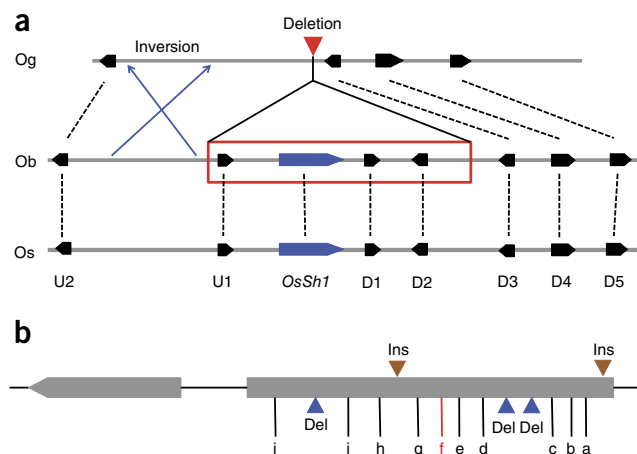 a
Deletion
Inversion
Og
Ob
Os
U2 U1 OsSh1 D1 D2 D3 D4 D5
b
Ins Ins
Del Del Del
i i h g f e d c b a